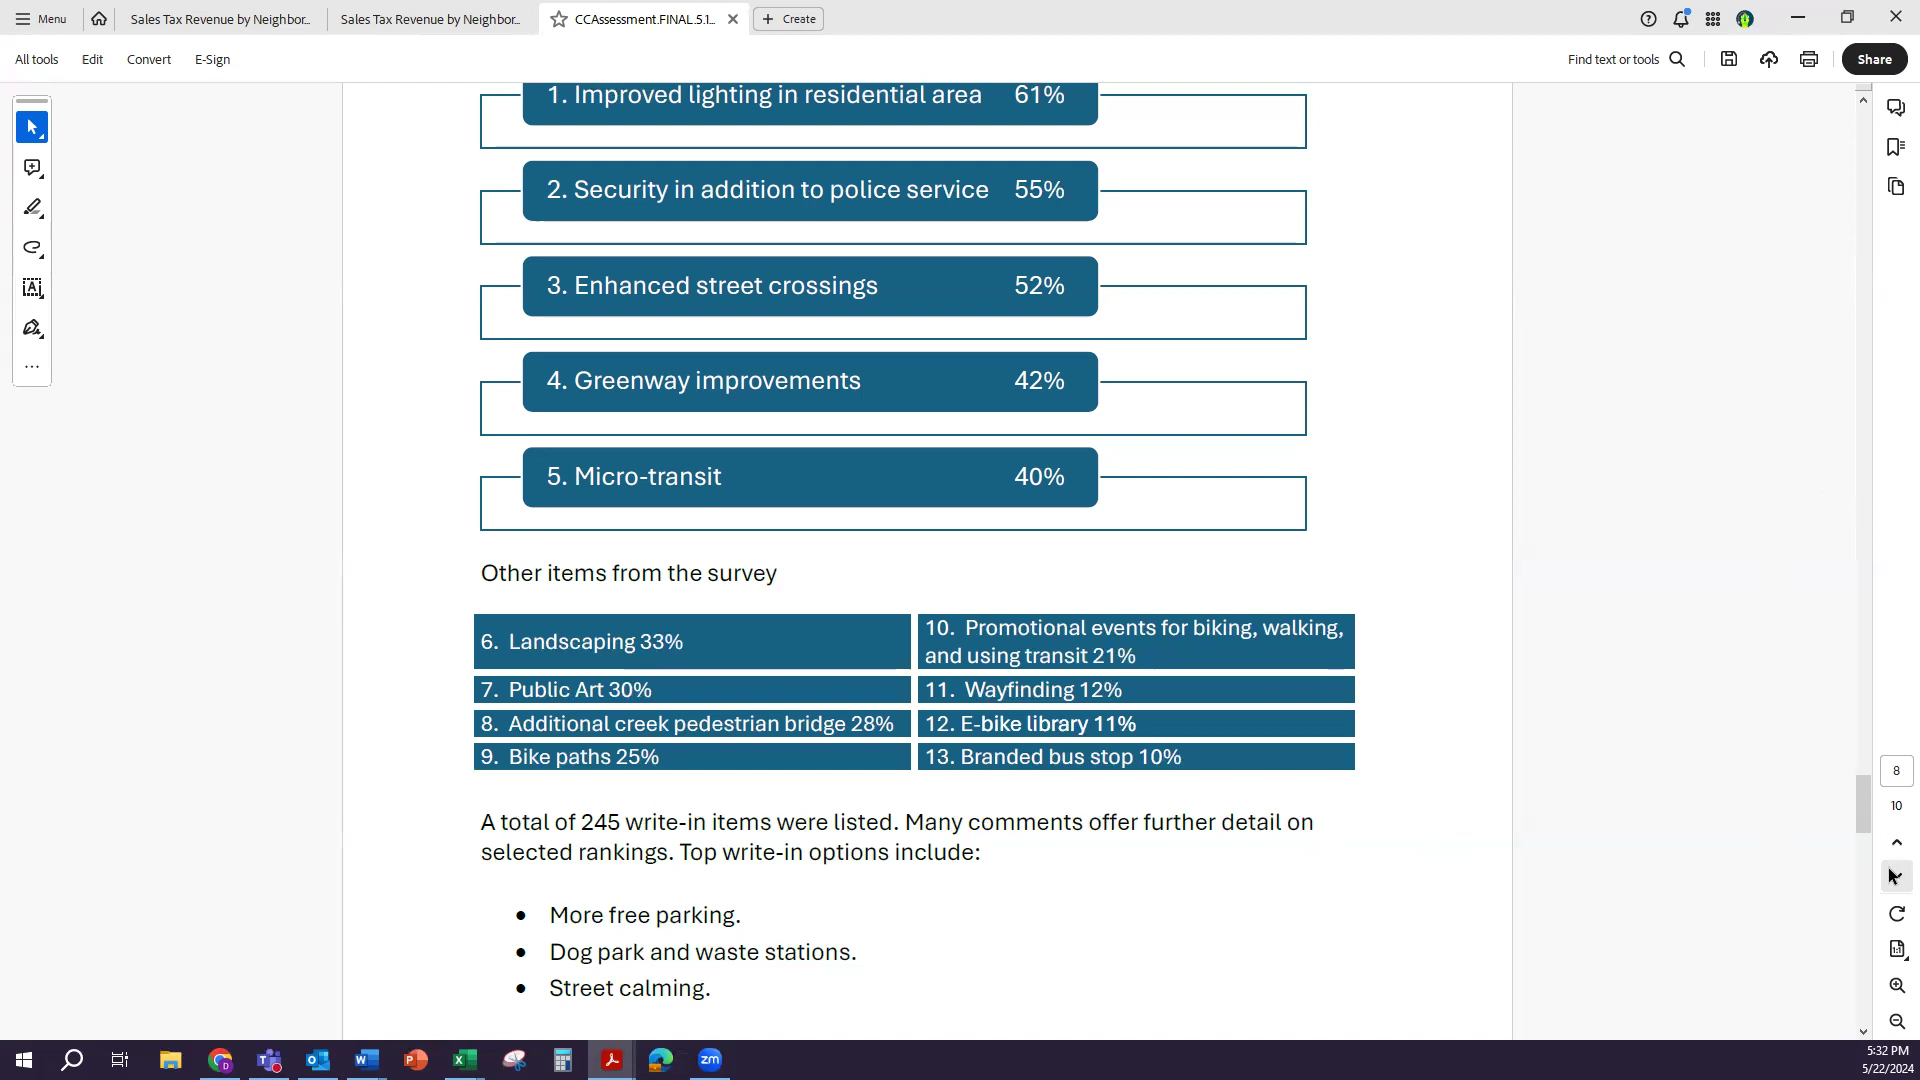 Menu
Sales Tax Revenue by Neighbor...
Sales Tax Revenue by Neighbor...
CCAssessment.FINAL.5.1...
Create
All tools
Edit
Convert
E-Sign
Find text or tools
Share
1. Improved lighting in residential area 61%
2. Security in addition to police service 55%
3. Enhanced street crossings 52%
4. Greenway improvements 42%
5. Micro-transit 40%
Other items from the survey
6. Landscaping 33%
10. Promotional events for biking, walking,
and using transit 21%
7. Public Art 30%
11. Wayfinding 12%
8. Additional creek pedestrian bridge 28%
12. E-bike library 11%
9. Bike paths 25%
13. Branded bus stop 10%
A total of 245 write-in items were listed. Many comments offer further detail on
selected rankings. Top write-in options include:
• More free parking.
• Dog park and waste stations.
• Street calming.
8
10
5:32 PM
5/22/2024